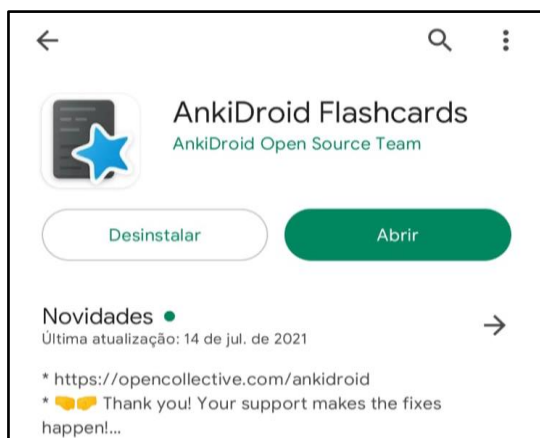 AnkiDroid Flashcards
AnkiDroid Open Source Team
Desinstalar
Abrir
Novidades
Última atualização: 14 de jul. de 2021
* https://opencollective.com/ankidroid
* 🤜🤛 Thank you! Your support makes the fixes
happen!...